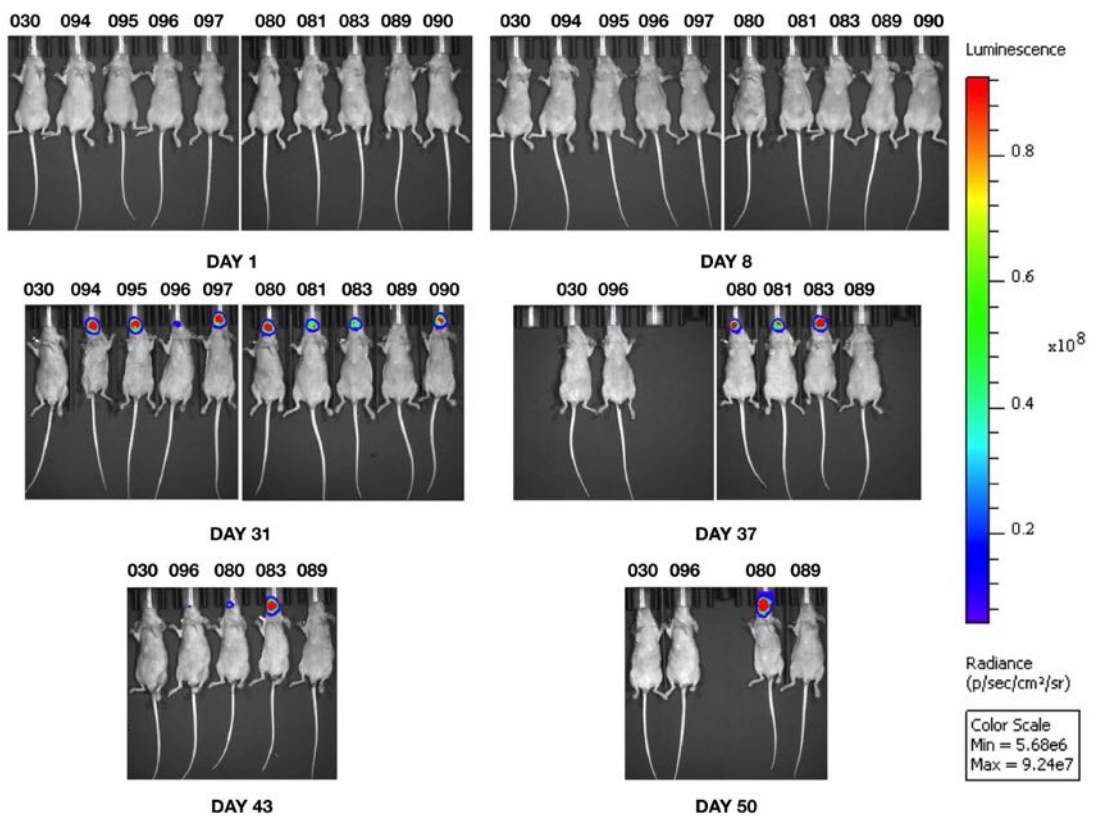 030 094 095 096 097 080 081 083 089 090
DAY 1
030 094 095 096 097 080 081 083 089 090
DAY 8
030 094 095 096 097 080 081 083 089 090
DAY 31
030 096 080 081 083 089
DAY 37
030 096 080 083 089
DAY 43
030 096 080 089
DAY 50
Luminescence
0.8
0.6
x10⁸
0.4
0.2
Radiance
(p/sec/cm²/sr)
Color Scale
Min = 5.68e6
Max = 9.24e7